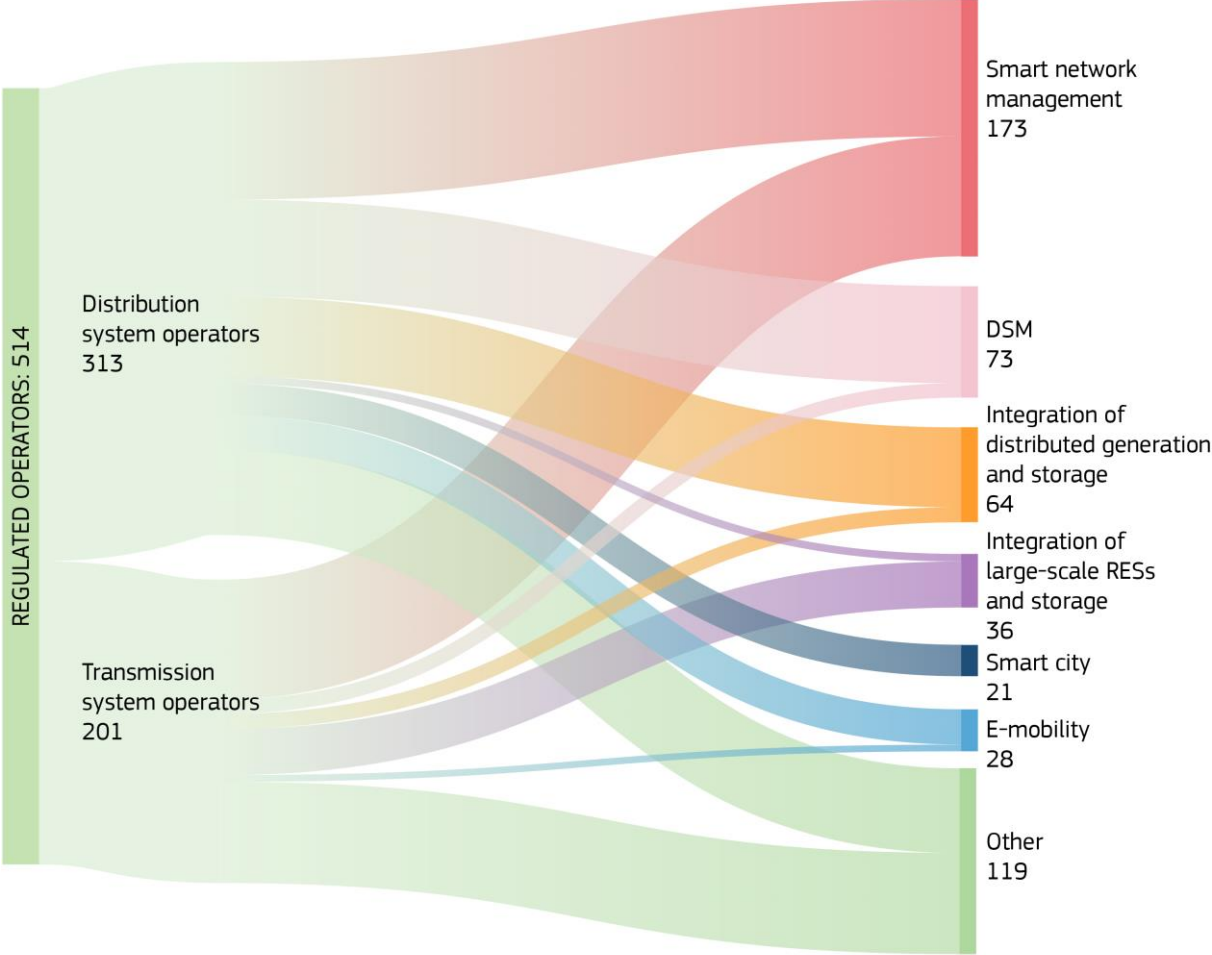 REGULATED OPERATORS: 514
Distribution
system operators
313
Transmission
system operators
201
Smart network
management
173
DSM
73
Integration of
distributed generation
and storage
64
Integration of
large-scale RESs
and storage
36
Smart city
21
E-mobility
28
Other
119